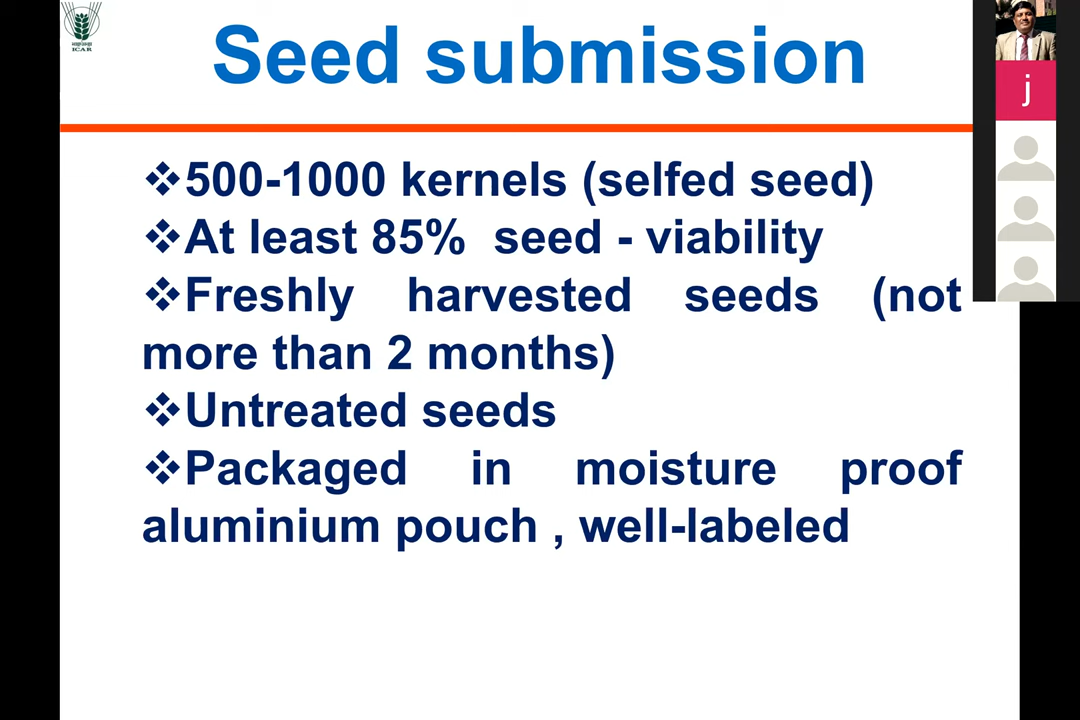 Seed submission
ICAR
j
❖500-1000 kernels (selfed seed)
❖At least 85% seed - viability
❖Freshly harvested seeds (not
more than 2 months)
❖Untreated seeds
❖Packaged in moisture proof
aluminium pouch , well-labeled